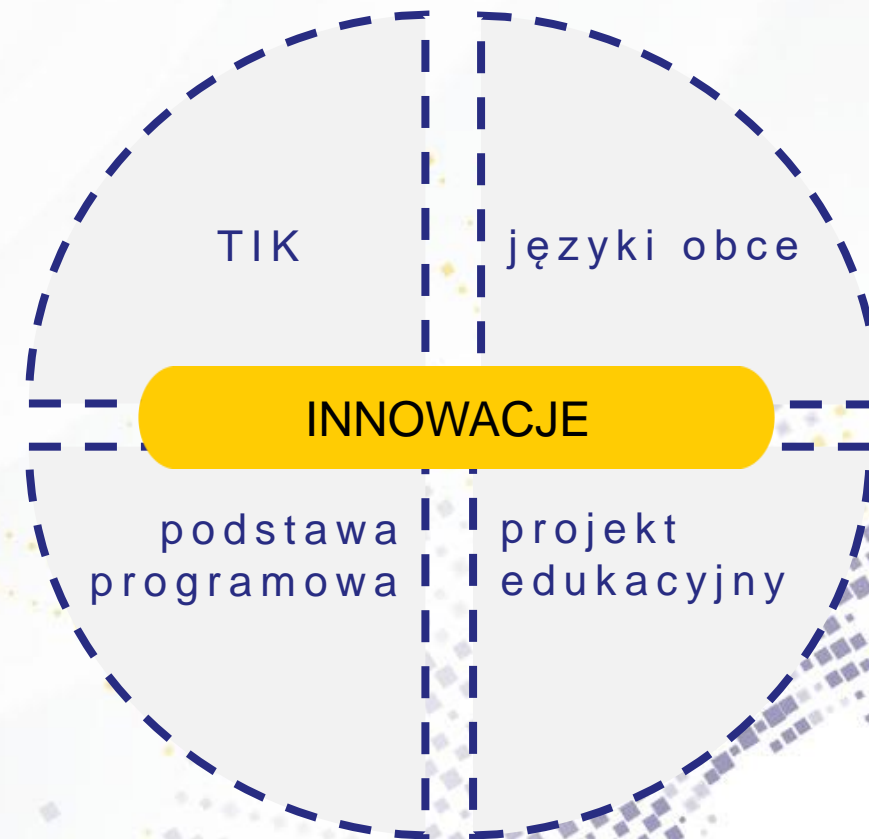 TIK
języki obce
INNOWACJE
podstawa
programowa
projekt
edukacyjny